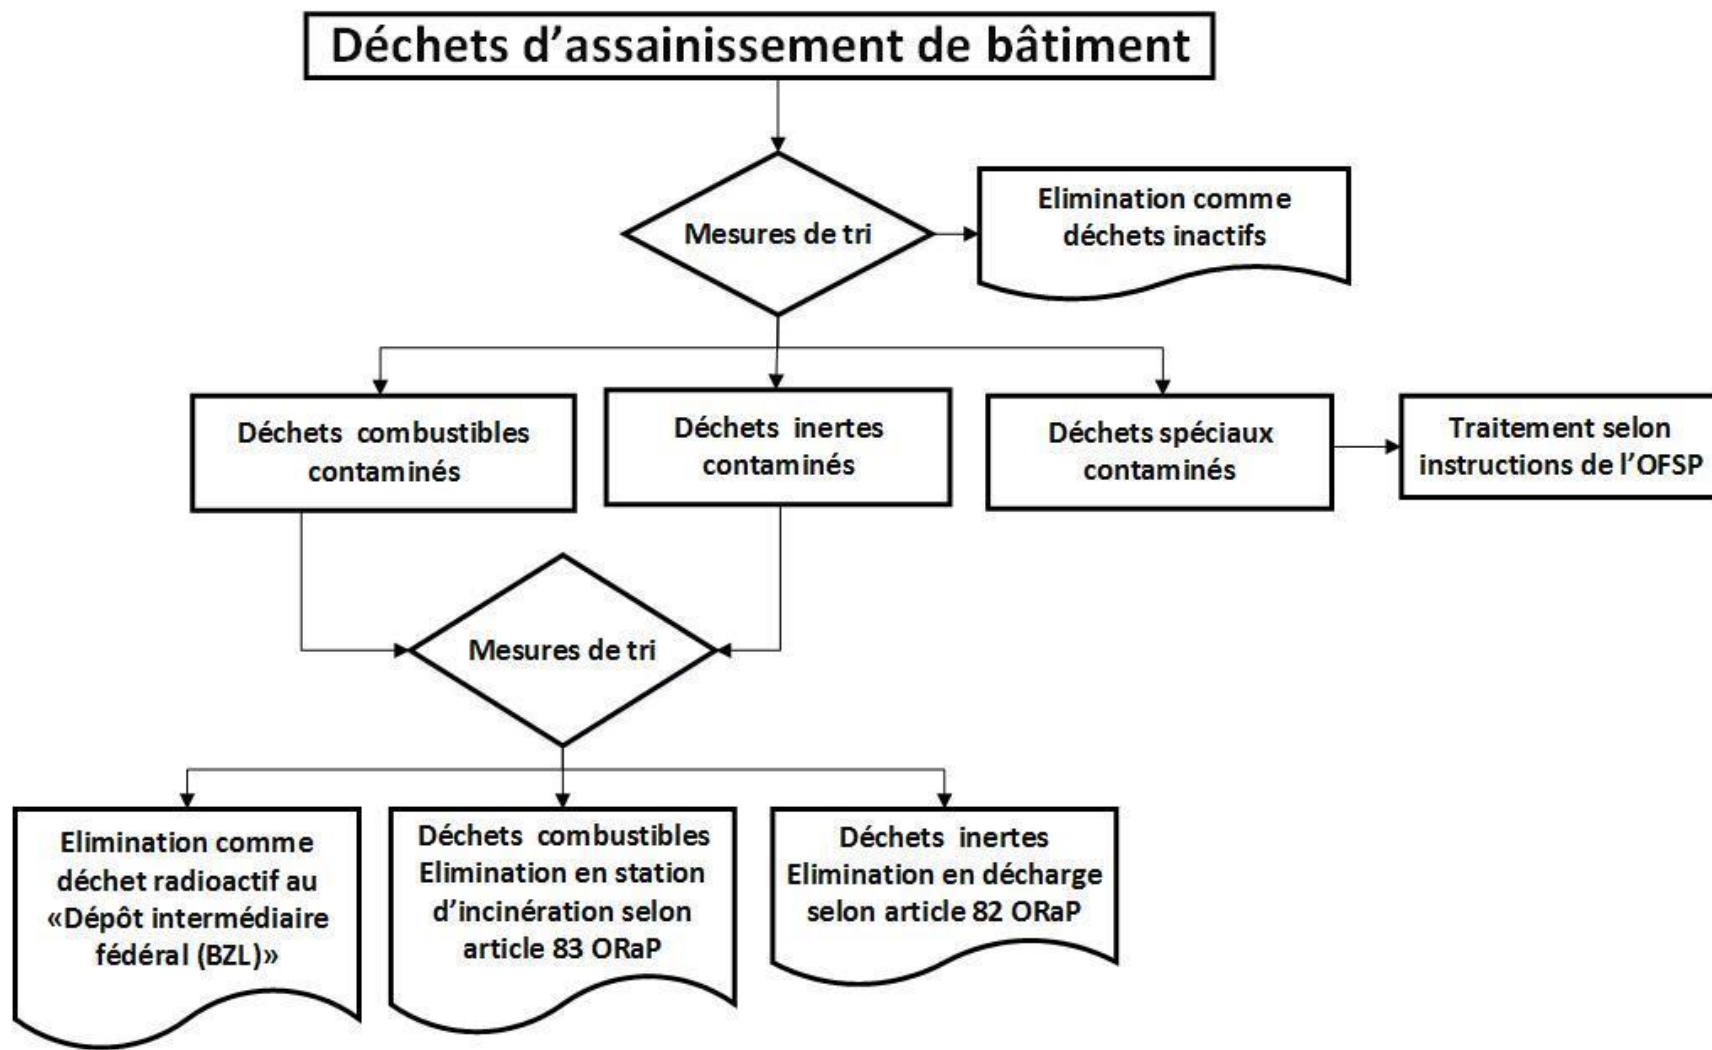 Déchets d'assainissement de bâtiment
Mesures de tri
Elimination comme
déchets inactifs
Déchets combustibles
contaminés
Déchets inertes
contaminés
Déchets spéciaux
contaminés
Traitement selon
instructions de l'OFSP
Mesures de tri
Elimination comme
déchet radioactif au
«Dépôt intermédiaire
fédéral (BZL)»
Déchets combustibles
Elimination en station
d'incinération selon
article 83 ORaP
Déchets inertes
Elimination en décharge
selon article 82 ORaP